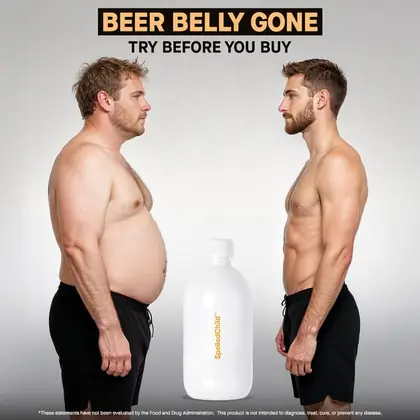 BEER BELLY GONE
TRY BEFORE YOU BUY
SpoiledChild™
*These statements have not been evaluated by the Food and Drug Administration. This product is not intended to diagnose, treat, cure, or prevent any disease.